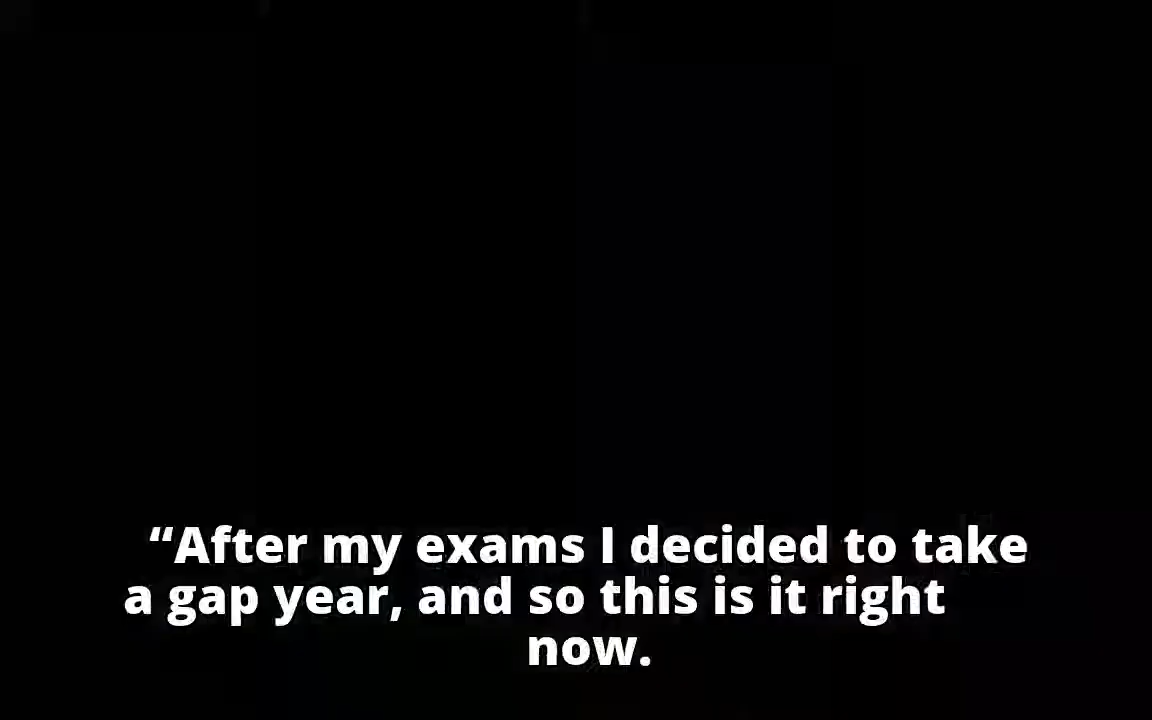 “After my exams I decided to take
a gap year, and so this is it right
now.